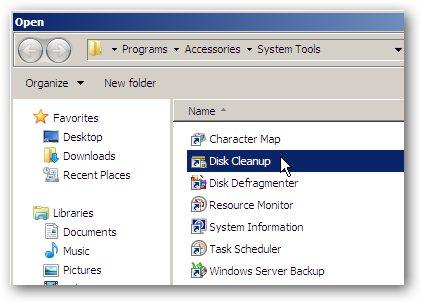 Open
Programs Accessories System Tools
Organize New folder
Favorites
Desktop
Downloads
Recent Places
Libraries
Documents
Music
Pictures
Name
Character Map
Disk Cleanup
Disk Defragmenter
Resource Monitor
System Information
Task Scheduler
Windows Server Backup